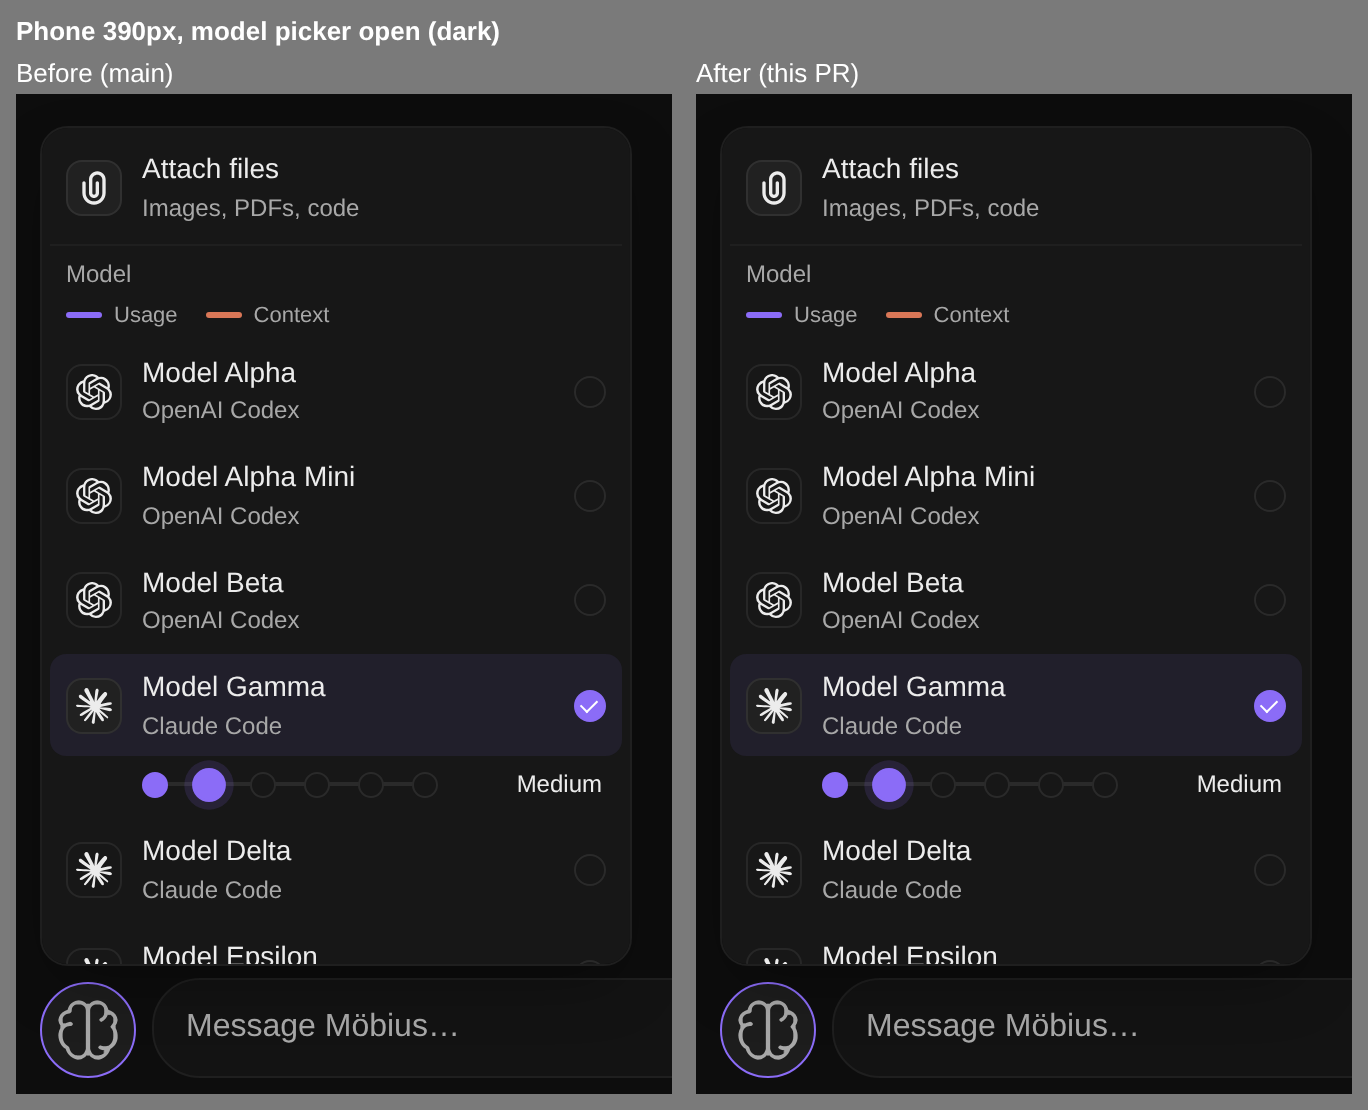 Phone 390px, model picker open (dark)
Before (main)
Attach files
Images, PDFs, code
Model
Usage
Context
Model Alpha
OpenAI Codex
Model Alpha Mini
OpenAI Codex
Model Beta
OpenAI Codex
Model Gamma
Claude Code
Medium
Model Delta
Claude Code
Model Epsilon
Message Möbius…
After (this PR)
Attach files
Images, PDFs, code
Model
Usage
Context
Model Alpha
OpenAI Codex
Model Alpha Mini
OpenAI Codex
Model Beta
OpenAI Codex
Model Gamma
Claude Code
Medium
Model Delta
Claude Code
Model Epsilon
Message Möbius…